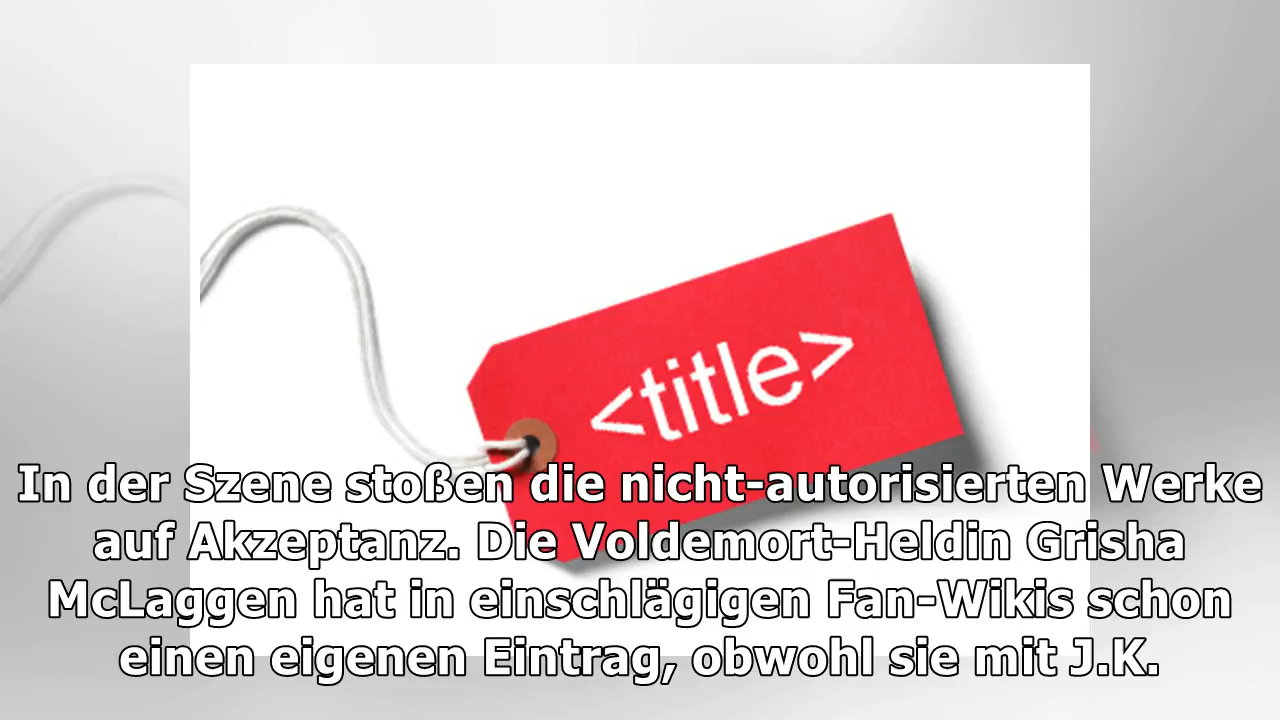 <title>
In der Szene stoßen die nicht-autorisierten Werke
auf Akzeptanz. Die Voldemort-Heldin Grisha
McLaggen hat in einschlägigen Fan-Wikis schon
einen eigenen Eintrag, obwohl sie mit J.K.